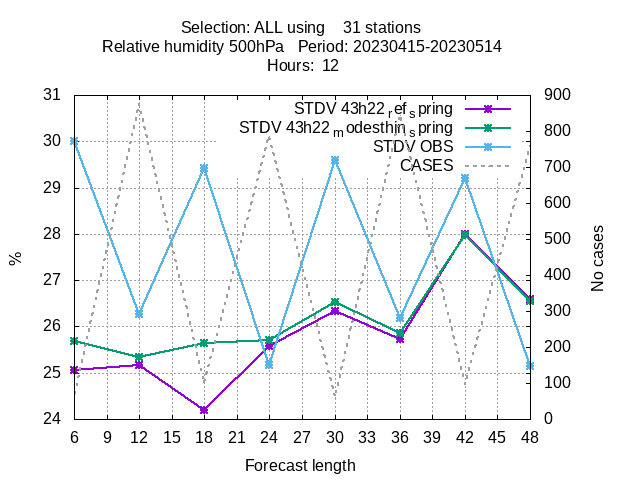 Selection: ALL using    31 stations
Relative humidity 500hPa   Period: 20230415-20230514
Hours:  12
STDV 43h22 ref spring
STDV 43h22 modesthin spring
STDV OBS
CASES
31
30
29
28
27
26
25
24
900
800
700
600
500
400
300
200
100
0
%
No cases
6 9 12 15 18 21 24 27 30 33 36 39 42 45 48
Forecast length